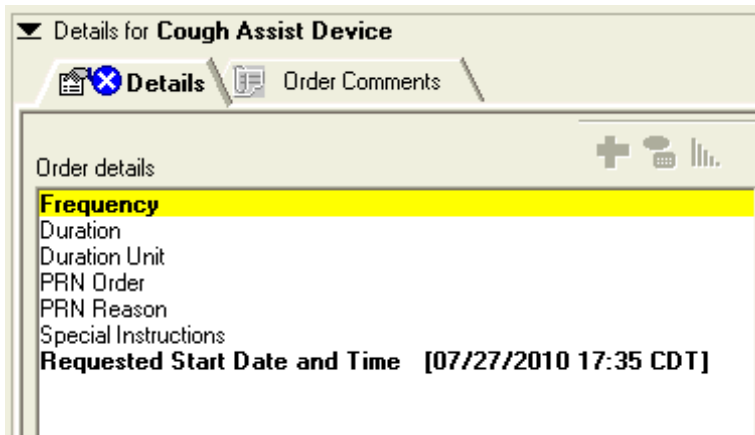 Details for Cough Assist Device
Details Order Comments
Order details
Frequency
Duration
Duration Unit
PRN Order
PRN Reason
Special Instructions
Requested Start Date and Time [07/27/2010 17:35 CDT]